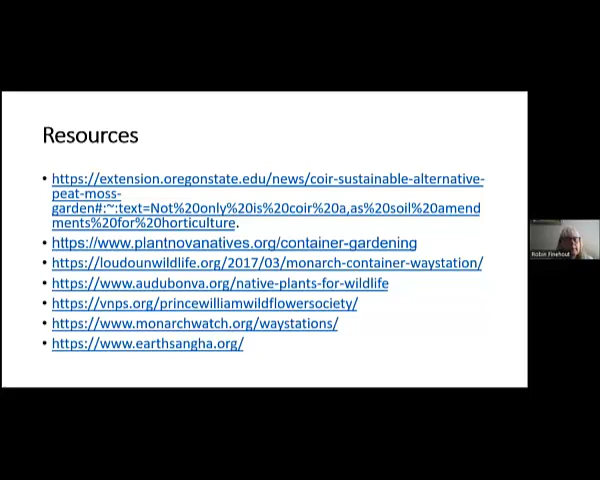 Resources
• https://extension.oregonstate.edu/news/coir-sustainable-alternative-
peat-moss-
garden#:~:text=Not%20only%20is%20coir%20a,as%20soil%20amend
ments%20for%20horticulture.
• https://www.plantnovanatives.org/container-gardening
• https://loudounwildlife.org/2017/03/monarch-container-waystation/
• https://www.audubonva.org/native-plants-for-wildlife
• https://vnps.org/princewilliamwildflowersociety/
• https://www.monarchwatch.org/waystations/
• https://www.earthsangha.org/
Robin Finehout